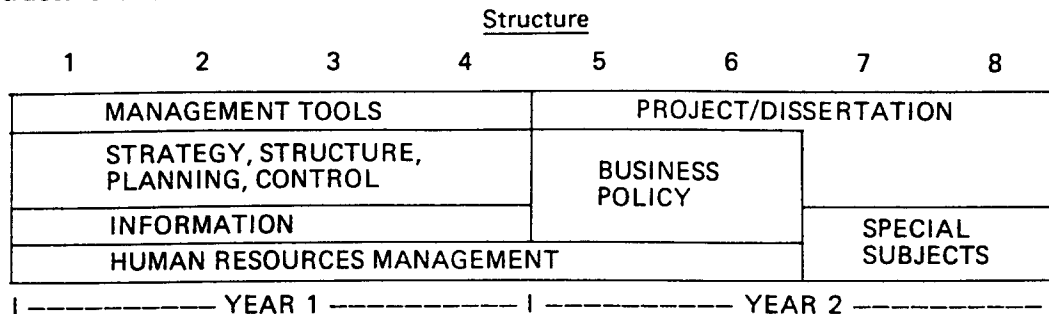 Structure
1 2 3 4 5 6 7 8
MANAGEMENT TOOLS PROJECT/DISSERTATION
STRATEGY, STRUCTURE,
PLANNING, CONTROL
BUSINESS
POLICY
INFORMATION
SPECIAL
SUBJECTS
HUMAN RESOURCES MANAGEMENT
YEAR 1 YEAR 2